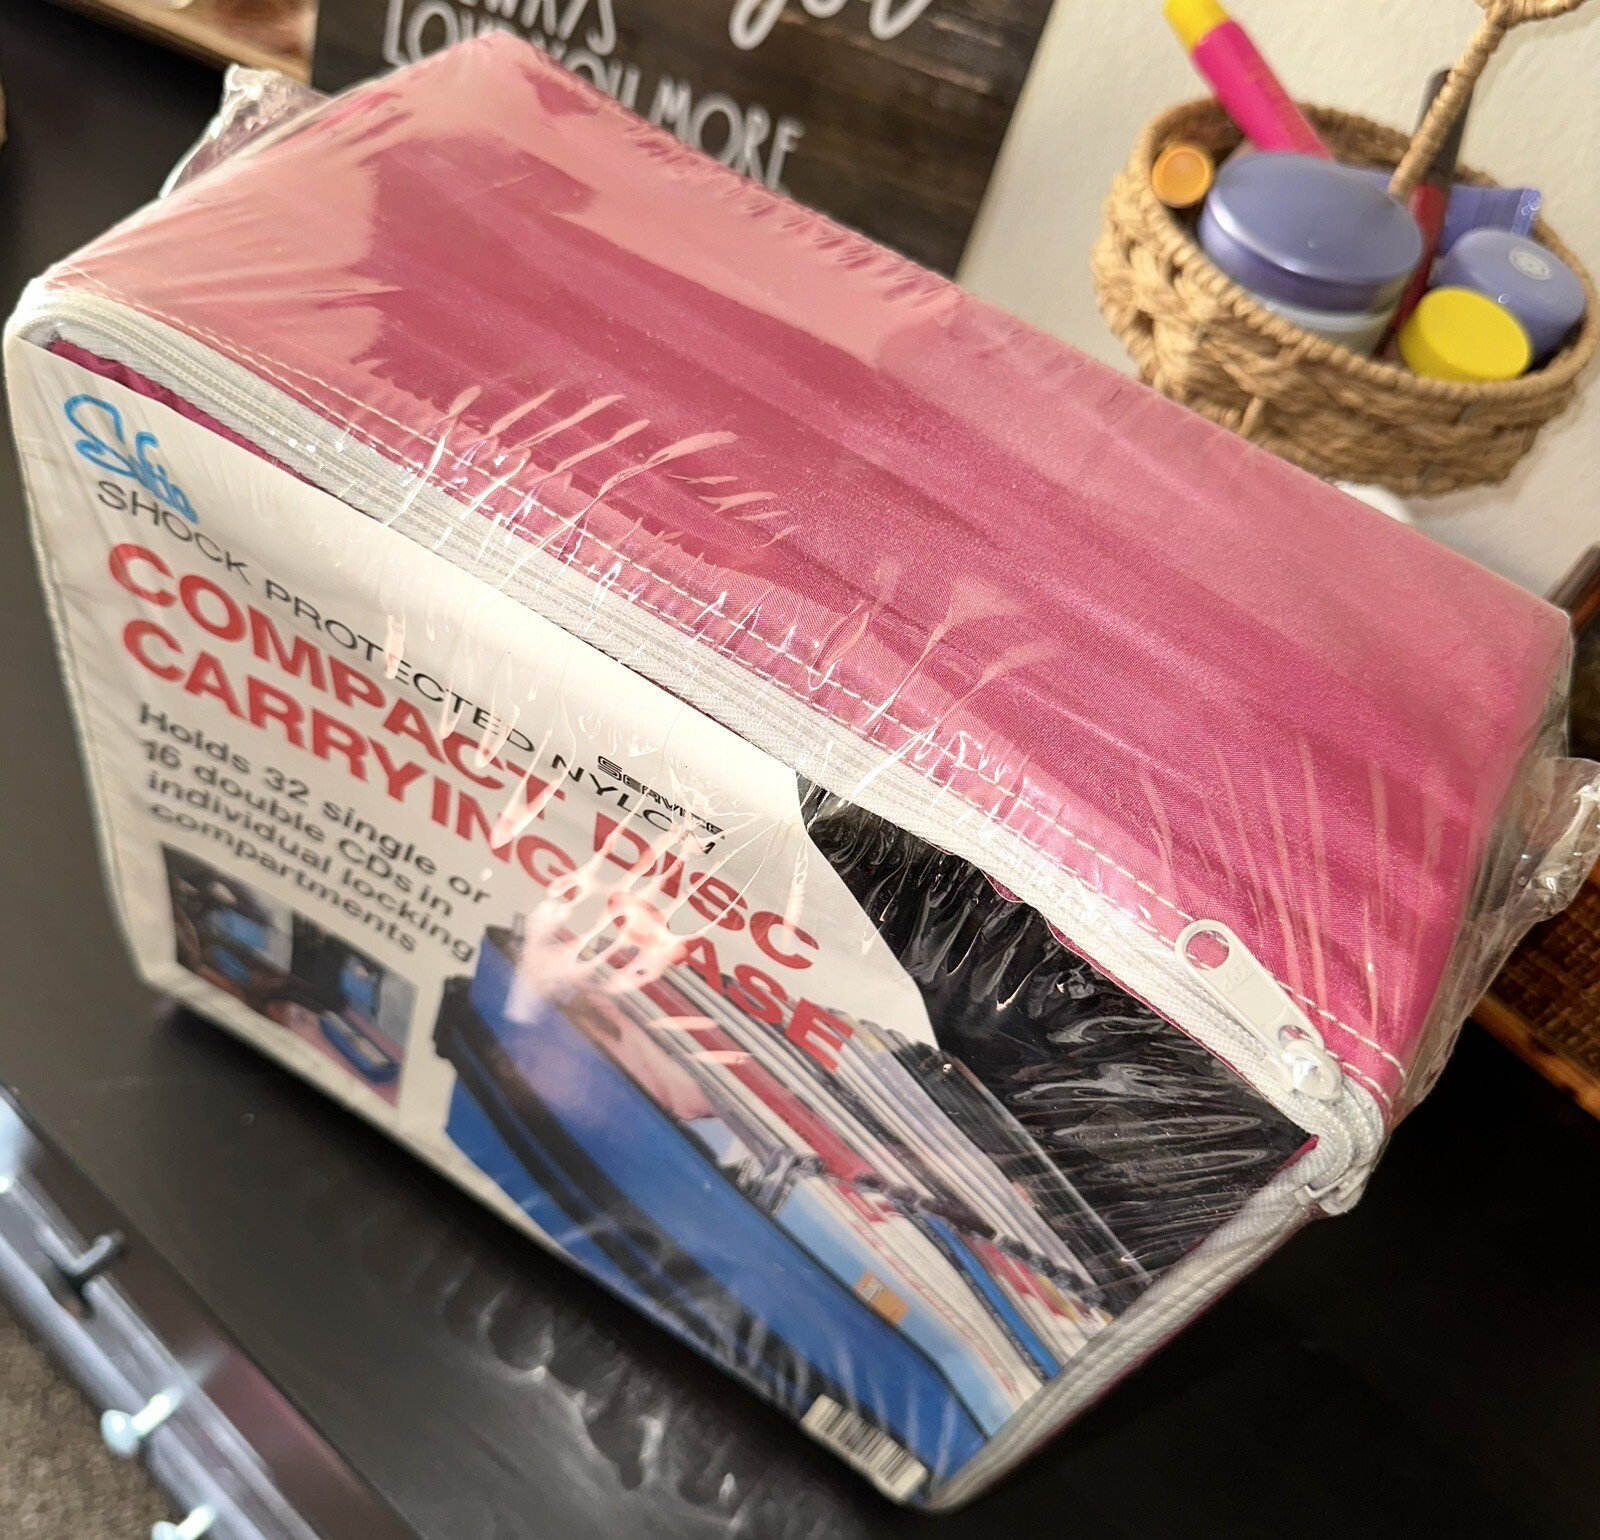 LOVE YOU MORE
SHOCK PROTECTED NYLON
SERVICE
COMPACT DISC
CARRYING CASE
Holds 32 single or
16 double CDs in
individual locking
compartments